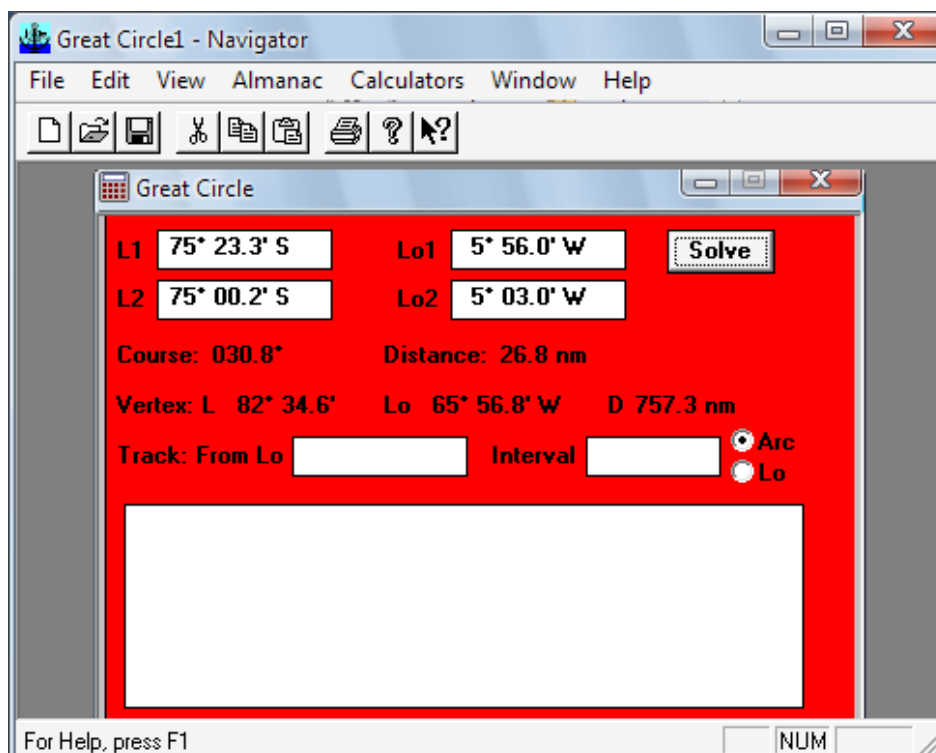 Great Circle1 - Navigator
File Edit View Almanac Calculators Window Help
Great Circle
L1 75° 23.3' S Lo1 5° 56.0' W Solve
L2 75° 00.2' S Lo2 5° 03.0' W
Course: 030.8° Distance: 26.8 nm
Vertex: L 82° 34.6' Lo 65° 56.8' W D 757.3 nm
Track: From Lo Interval Arc
Lo
For Help, press F1 NUM